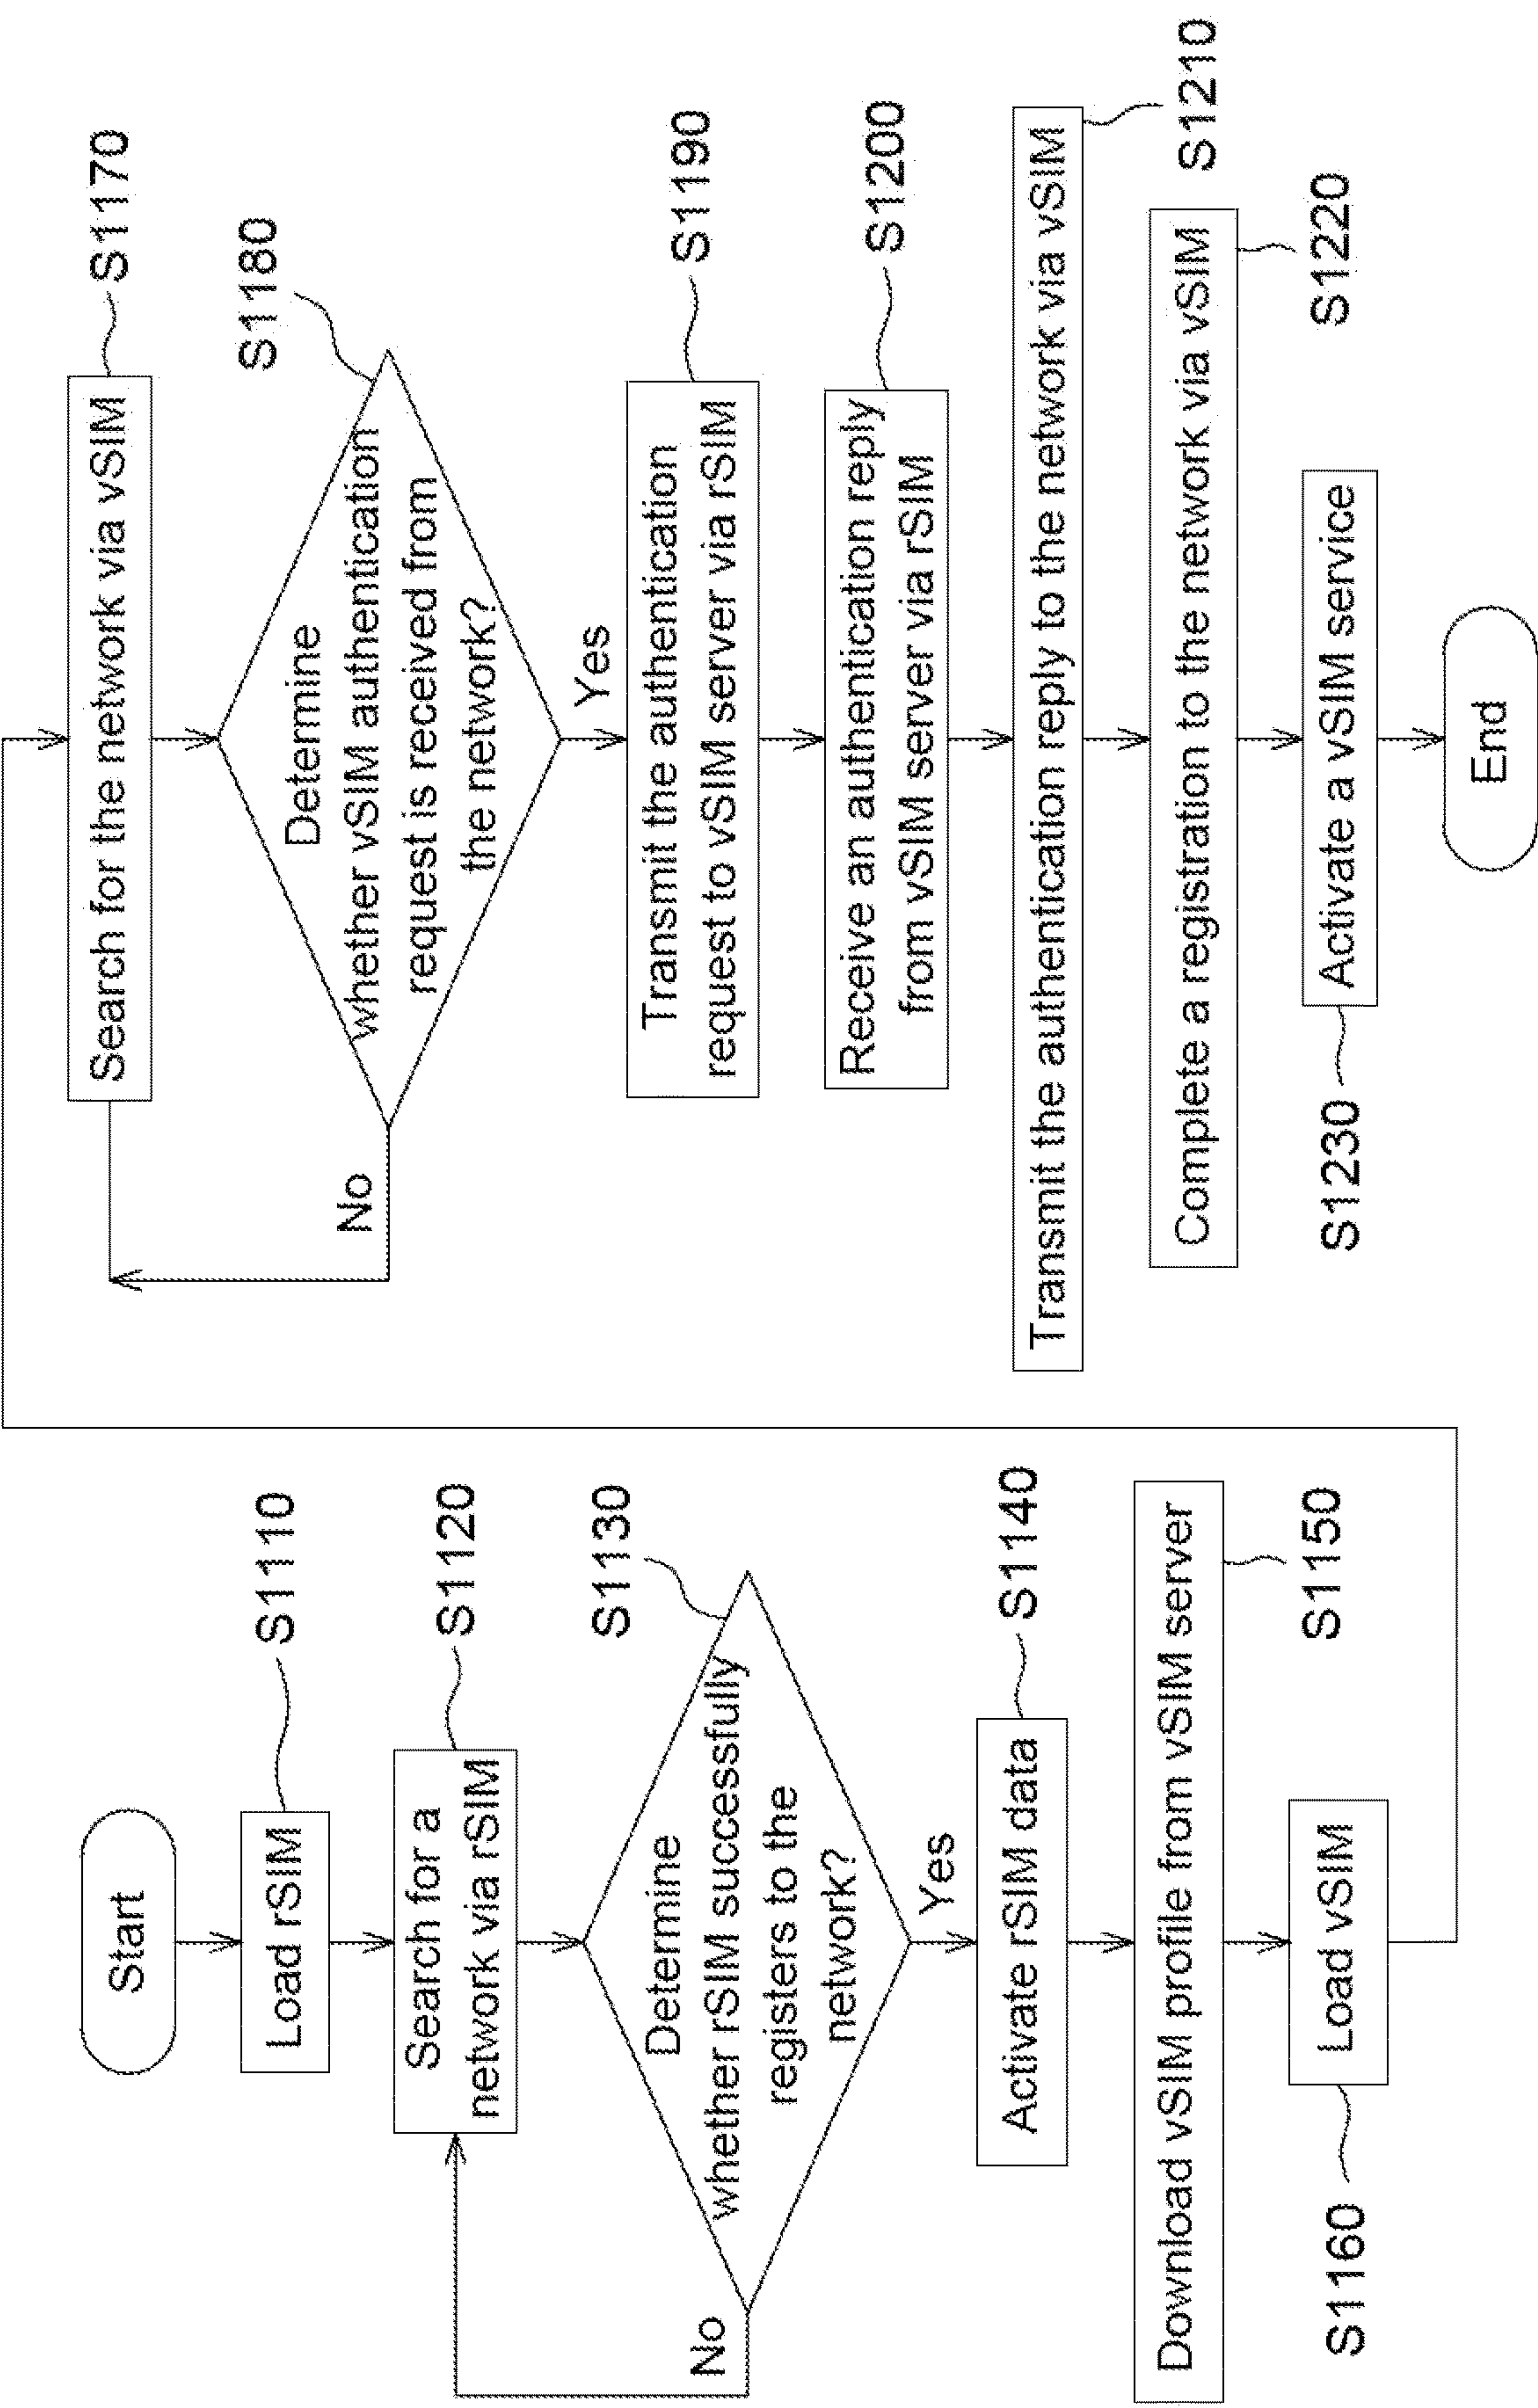 Start
Load rSIM
S1110
Search for a
network via rSIM
S1120
Determine
whether rSIM successfully
registers to the
network?
S1130
No
Yes
Activate rSIM data
S1140
Download vSIM profile from vSIM server
S1150
Load vSIM
S1160
Search for the network via vSIM
S1170
Determine
whether vSIM authentication
request is received from
the network?
S1180
No
Yes
Transmit the authentication
request to vSIM server via rSIM
S1190
Receive an authentication reply
from vSIM server via rSIM
S1200
Transmit the authentication reply to the network via vSIM
S1210
Complete a registration to the network via vSIM
S1220
Activate a vSIM service
S1230
End